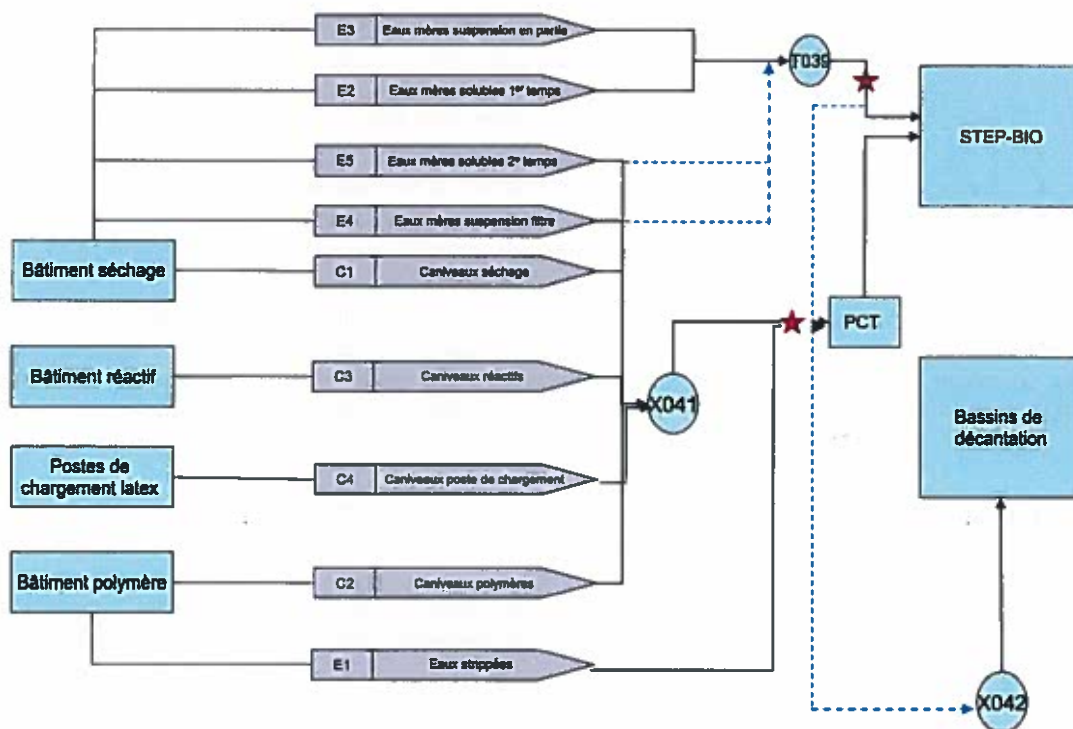 E3 Eaux mères suspension en partie
T039
E2 Eaux mères solubles 1er temps
STEP-BIO
E5 Eaux mères solubles 2e temps
E4 Eaux mères suspension filtre
Bâtiment séchage
C1 Caniveaux séchage
PCT
Bâtiment réactif
C3 Caniveaux réactifs
X041
Bassins de
décantation
Postes de
chargement latex
C4 Caniveaux poste de chargement
Bâtiment polymère
C2 Caniveaux polymères
E1 Eaux strippées
X042